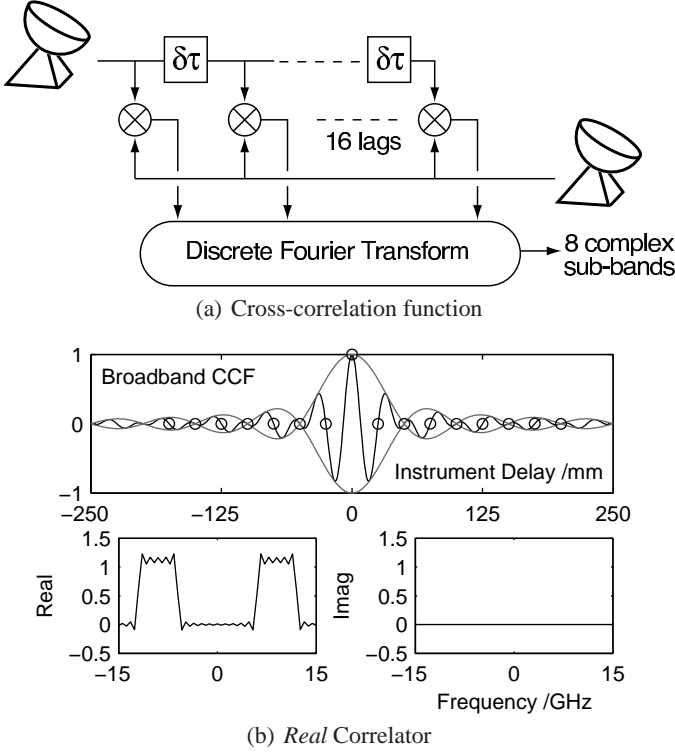 δτ
δτ
16 lags
Discrete Fourier Transform
8 complex
sub-bands
(a) Cross-correlation function
Broadband CCF
Instrument Delay /mm
1
0
−1
−250
−125
0
125
250
Real
1.5
1
0.5
0
−0.5
−15
0
15
Imag
1.5
1
0.5
0
−0.5
−15
0
15
Frequency /GHz
(b) Real Correlator